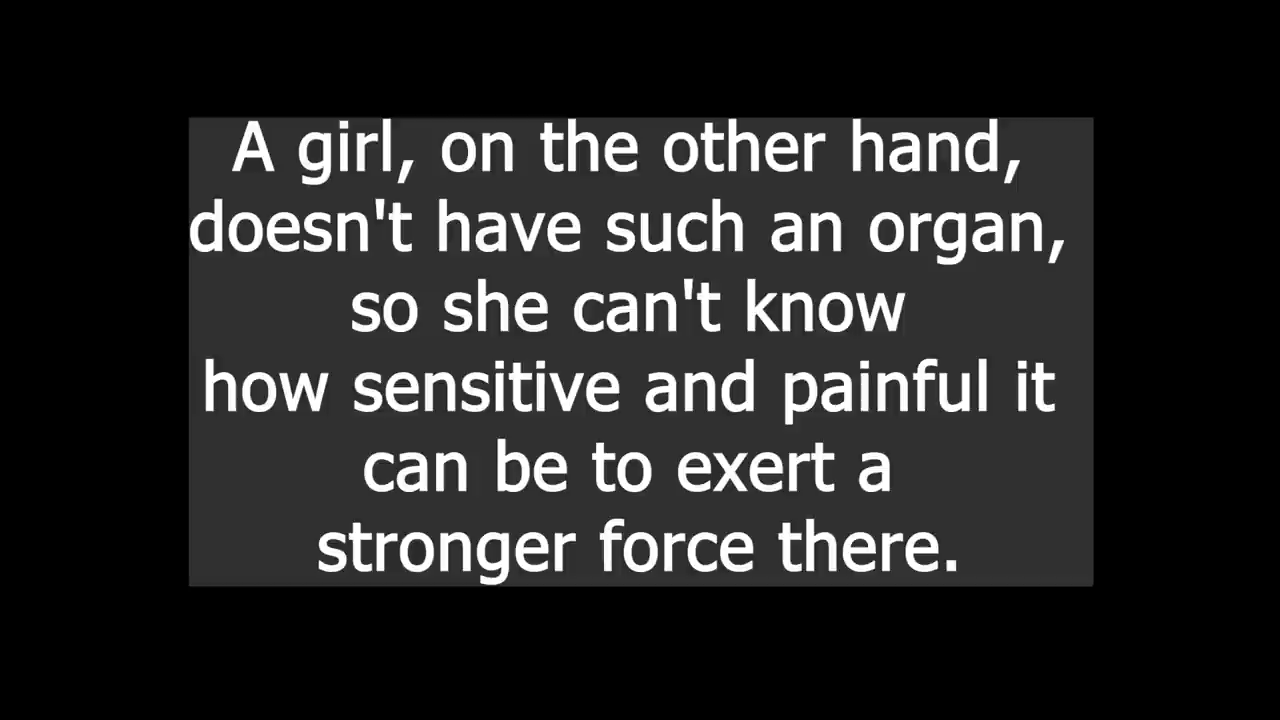 A girl, on the other hand,
doesn't have such an organ,
so she can't know
how sensitive and painful it
can be to exert a
stronger force there.